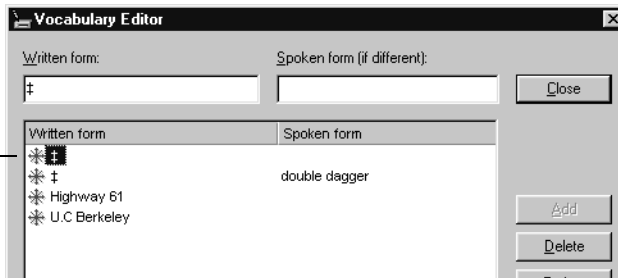 Vocabulary Editor
Written form: Spoken form (if different):
‡
Close
Written form Spoken form
‡
‡ double dagger
Highway 61
U.C Berkeley
Add
Delete